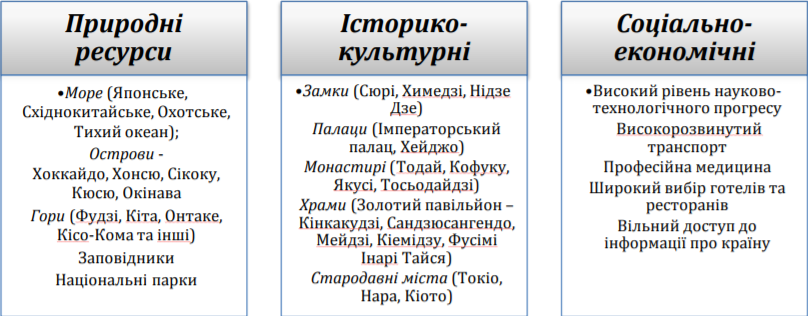 Природні
ресурси
•Море (Японське,
Східнокитайське, Охотське,
Тихий океан);
Острови -
Хоккайдо, Хонсю, Сікоку,
Кюсю, Окінава
Гори (Фудзі, Кіта, Онтаке,
Кісо-Кома та інші)
Заповідники
Національні парки
Історико-
культурні
•Замки (Сюрі, Химедзі, Нідзе
Дзе)
Палаци (Імператорський
палац, Хейджо)
Монастирі (Тодай, Кофуку,
Якусі, Тосьодайдзі)
Храми (Золотий павільйон –
Кінкакудзі, Сандзюсангендо,
Мейдзі, Кіемідзу, Фусімі
Інарі Тайся)
Стародавні міста (Токіо,
Нара, Кіото)
Соціально-
економічні
•Високий рівень науково-
технологічного прогресу
Високорозвинутий
транспорт
Професійна медицина
Широкий вибір готелів та
ресторанів
Вільний доступ до
інформації про країну